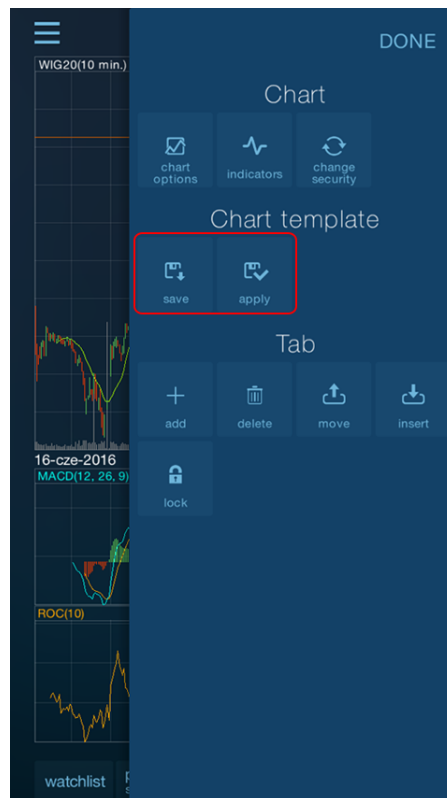 DONE
WIG20(10 min.)
Chart
chart
options
indicators
change
security
Chart template
save
apply
Tab
add
delete
move
insert
16-cze-2016
MACD(12, 26, 9)
lock
ROC(10)
watchlist